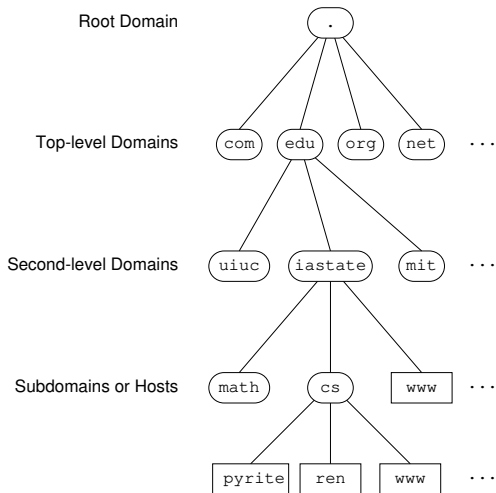 Root Domain .
Top-level Domains com edu org net ...
Second-level Domains uiuc iastate mit ...
Subdomains or Hosts math cs www ...
pyrite ren www ...